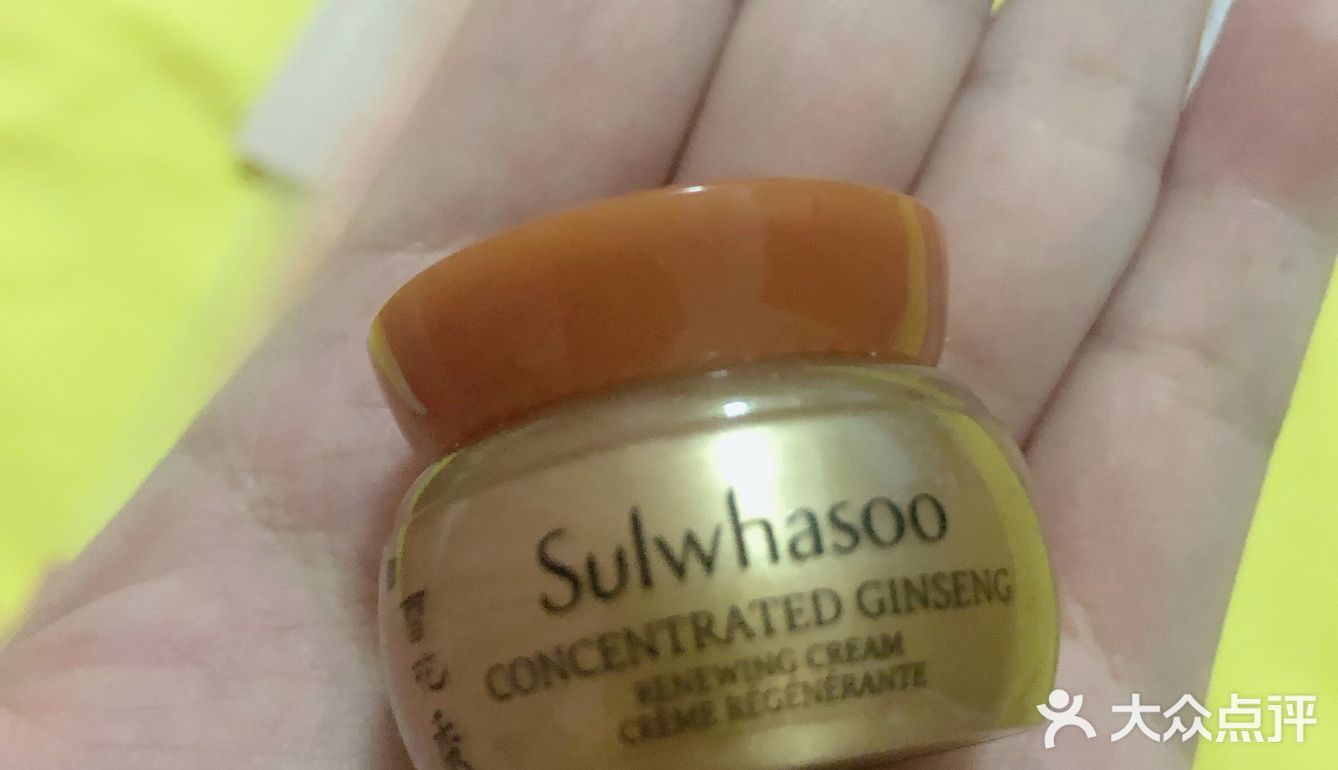 Sulwhasoo
CONCENTRATED GINSENG
RENEWING CREAM
CRÈME RÉGÉNÉRANTE
大众点评